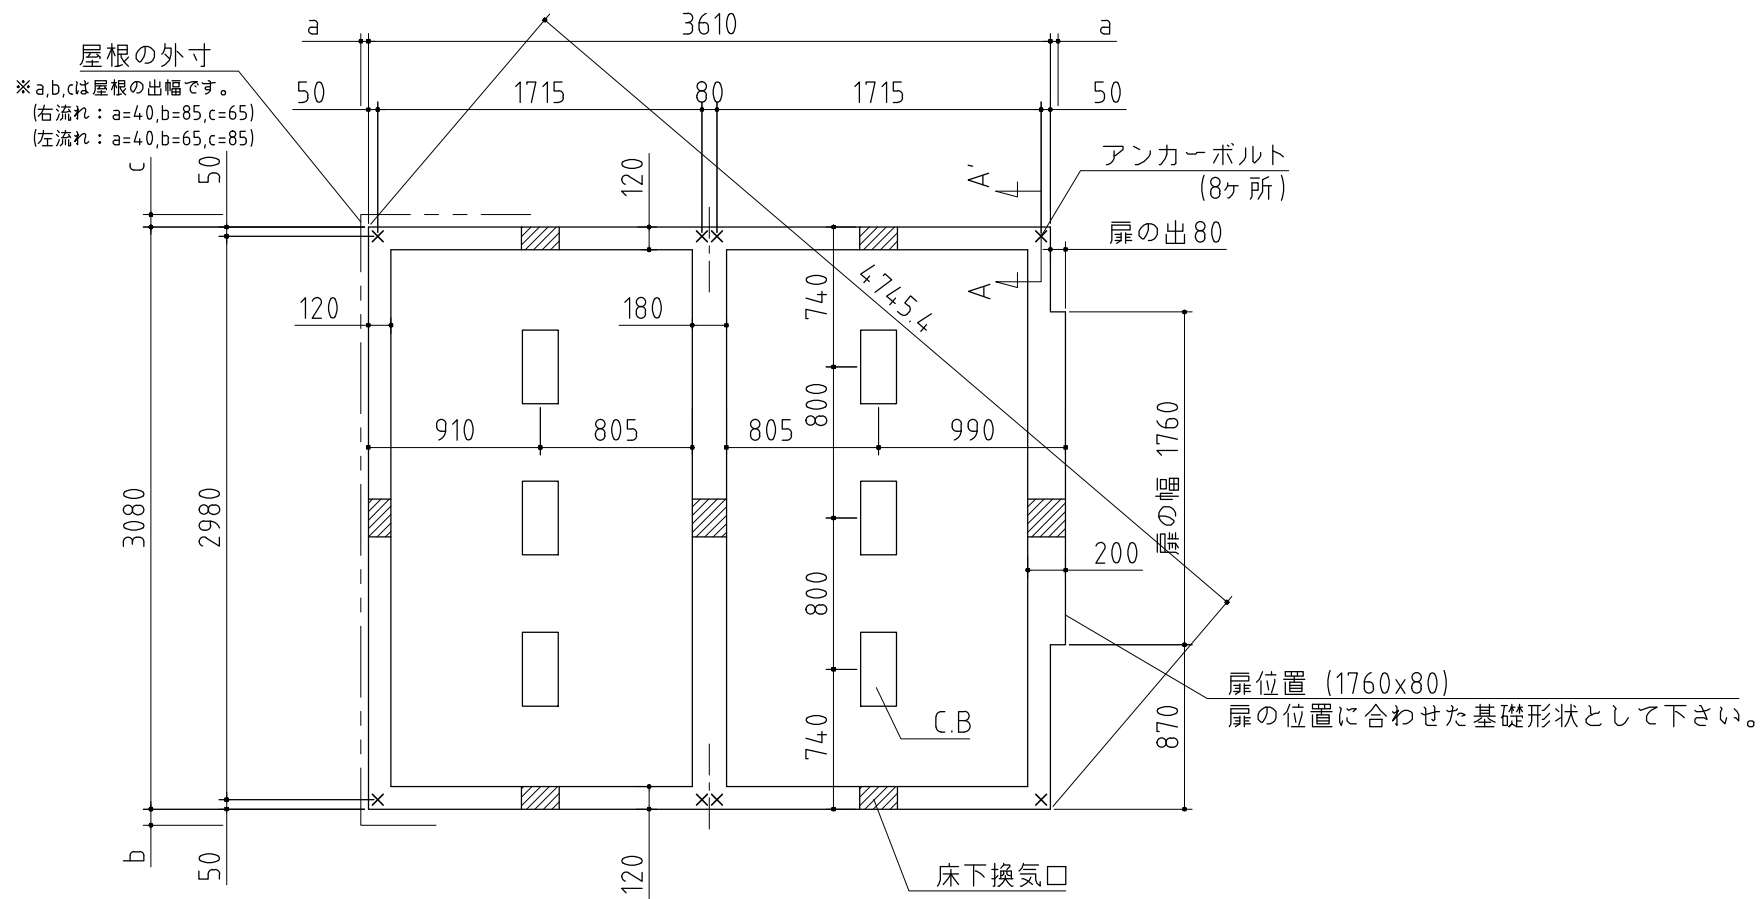 a
3610
a
屋根の外寸
※a,b,cは屋根の出幅です。
(右流れ：a=40,b=85,c=65)
(左流れ：a=40,b=65,c=85)
50
1715
80
1715
50
c
50
120
A'
アンカーボルト
(8ヶ所)
扉の出80
A
120
180
740
4745.4
800
910
805
805
990
扉の幅 1760
3080
2980
200
800
扉位置 (1760x80)
扉の位置に合わせた基礎形状として下さい。
C.B
740
870
b
50
120
床下換気口